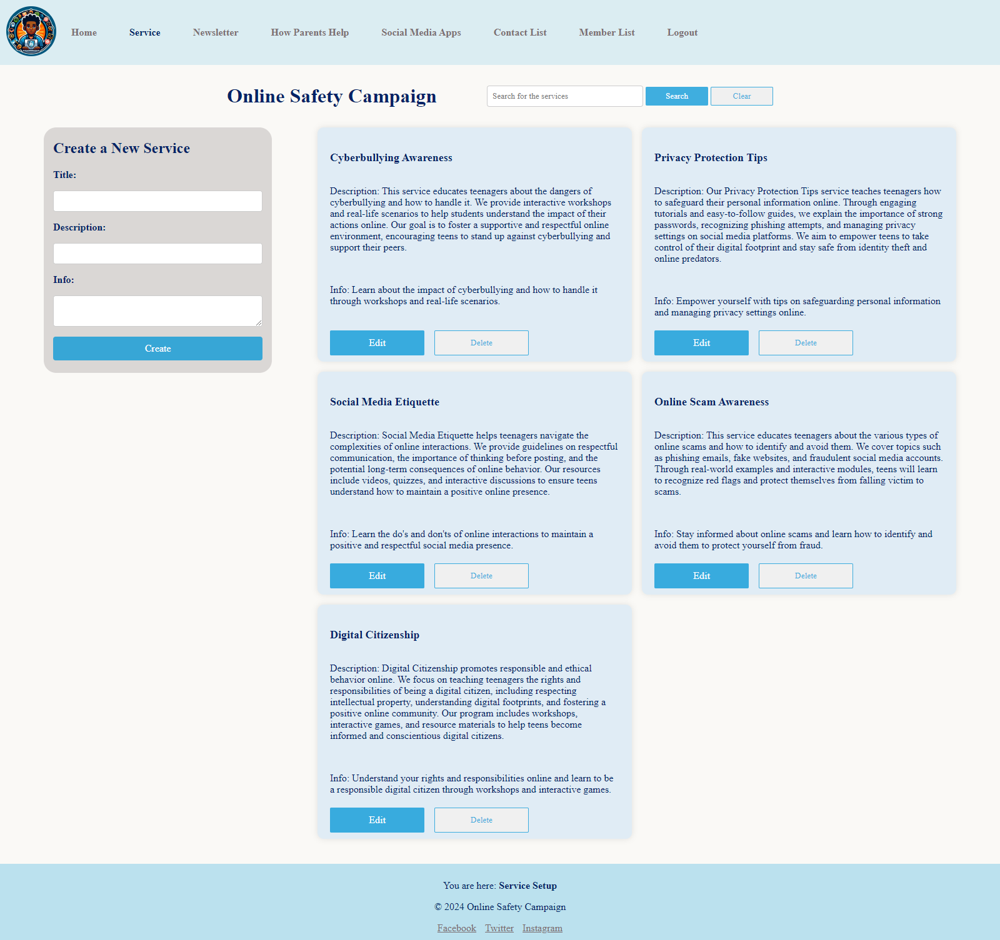 Home Service Newsletter How Parents Help Social Media Apps Contact List Member List Logout
Online Safety Campaign
Search for the services Search Clear
Create a New Service
Title:
Description:
Info:
Create
Cyberbullying Awareness
Description: This service educates teenagers about the dangers of
cyberbullying and how to handle it. We provide interactive workshops
and real-life scenarios to help students understand the impact of their
actions online. Our goal is to foster a supportive and respectful online
environment, encouraging teens to stand up against cyberbullying and
support their peers.
Info: Learn about the impact of cyberbullying and how to handle it
through workshops and real-life scenarios.
Edit Delete
Privacy Protection Tips
Description: Our Privacy Protection Tips service teaches teenagers how
to safeguard their personal information online. Through engaging
tutorials and easy-to-follow guides, we explain the importance of strong
passwords, recognizing phishing attempts, and managing privacy
settings on social media platforms. We aim to empower teens to take
control of their digital footprint and stay safe from identity theft and
online predators.
Info: Empower yourself with tips on safeguarding personal information
and managing privacy settings online.
Edit Delete
Social Media Etiquette
Description: Social Media Etiquette helps teenagers navigate the
complexities of online interactions. We provide guidelines on respectful
communication, the importance of thinking before posting, and the
potential long-term consequences of online behavior. Our resources
include videos, quizzes, and interactive discussions to ensure teens
understand how to maintain a positive online presence.
Info: Learn the do's and don'ts of online interactions to maintain a
positive and respectful social media presence.
Edit Delete
Online Scam Awareness
Description: This service educates teenagers about the various types of
online scams and how to identify and avoid them. We cover topics such
as phishing emails, fake websites, and fraudulent social media accounts.
Through real-world examples and interactive modules, teens will learn
to recognize red flags and protect themselves from falling victim to
scams.
Info: Stay informed about online scams and learn how to identify and
avoid them to protect yourself from fraud.
Edit Delete
Digital Citizenship
Description: Digital Citizenship promotes responsible and ethical
behavior online. We focus on teaching teenagers the rights and
responsibilities of being a digital citizen, including respecting
intellectual property, understanding digital footprints, and fostering a
positive online community. Our program includes workshops,
interactive games, and resource materials to help teens become
informed and conscientious digital citizens.
Info: Understand your rights and responsibilities online and learn to be
a responsible digital citizen through workshops and interactive games.
Edit Delete
You are here: Service Setup
© 2024 Online Safety Campaign
Facebook Twitter Instagram